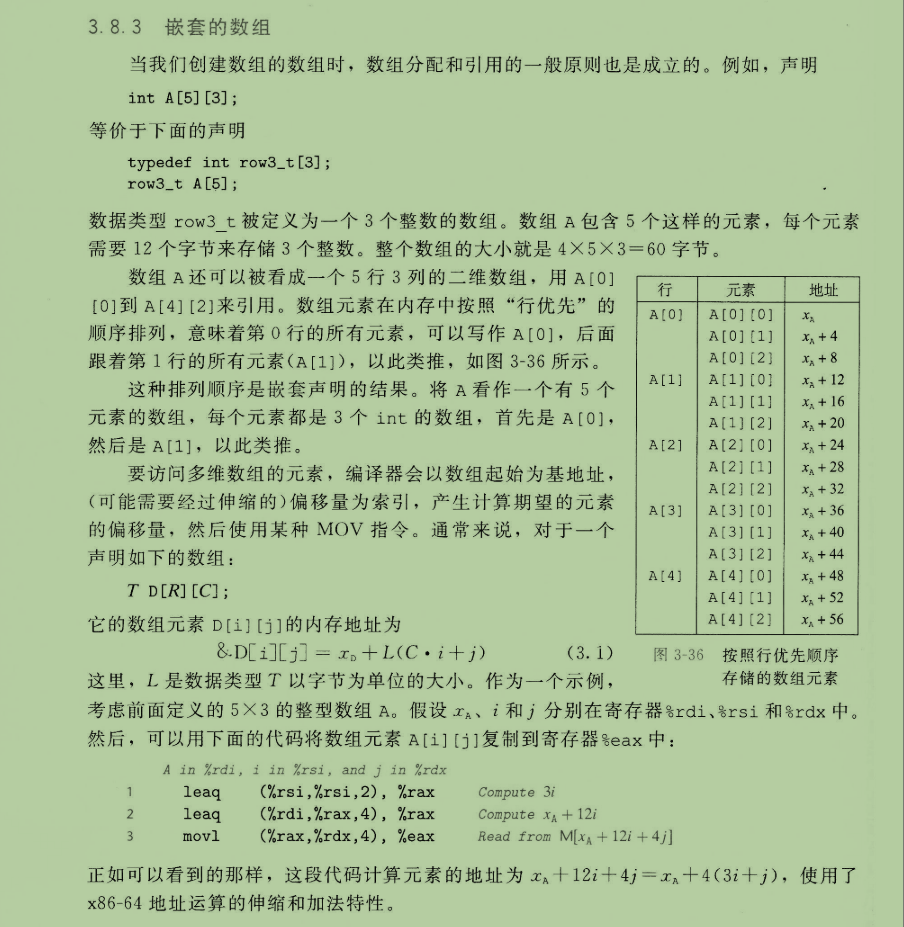 3.8.3 嵌套的数组
当我们创建数组的数组时，数组分配和引用的一般原则也是成立的。例如，声明
int A[5][3];
等价于下面的声明
typedef int row3_t[3];
row3_t A[5];
数据类型 row3_t 被定义为一个 3 个整数的数组。数组 A 包含 5 个这样的元素，每个元素
需要 12 个字节来存储 3 个整数。整个数组的大小就是 4×5×3=60 字节。
数组 A 还可以被看成一个 5 行 3 列的二维数组，用 A[0]
[0]到 A[4][2]来引用。数组元素在内存中按照“行优先”的
顺序排列，意味着第 0 行的所有元素，可以写作 A[0]，后面
跟着第 1 行的所有元素(A[1])，以此类推，如图 3-36 所示。
这种排列顺序是嵌套声明的结果。将 A 看作一个有 5 个
元素的数组，每个元素都是 3 个 int 的数组，首先是 A[0]，
然后是 A[1]，以此类推。
要访问多维数组的元素，编译器会以数组起始为基地址，
(可能需要经过伸缩的)偏移量为索引，产生计算期望的元素
的偏移量，然后使用某种 MOV 指令。通常来说，对于一个
声明如下的数组：
T D[R][C];
它的数组元素 D[i][j]的内存地址为
&D[i][j] = x_D + L(C·i+j) (3.1)
这里，L 是数据类型 T 以字节为单位的大小。作为一个示例，
行 元素 地址
A[0] A[0][0] x_A
A[0][1] x_A+4
A[0][2] x_A+8
A[1] A[1][0] x_A+12
A[1][1] x_A+16
A[1][2] x_A+20
A[2] A[2][0] x_A+24
A[2][1] x_A+28
A[2][2] x_A+32
A[3] A[3][0] x_A+36
A[3][1] x_A+40
A[3][2] x_A+44
A[4] A[4][0] x_A+48
A[4][1] x_A+52
A[4][2] x_A+56
图 3-36 按照行优先顺序
存储的数组元素
考虑前面定义的 5×3 的整型数组 A。假设 x_A、i 和 j 分别在寄存器%rdi、%rsi 和%rdx 中。
然后，可以用下面的代码将数组元素 A[i][j]复制到寄存器%eax 中：
A in %rdi, i in %rsi, and j in %rdx
1 leaq (%rsi,%rsi,2), %rax Compute 3i
2 leaq (%rdi,%rax,4), %rax Compute x_A + 12i
3 movl (%rax,%rdx,4), %eax Read from M[x_A + 12i + 4j]
正如可以看到的那样，这段代码计算元素的地址为 x_A+12i+4j=x_A+4(3i+j)，使用了
x86-64 地址运算的伸缩和加法特性。